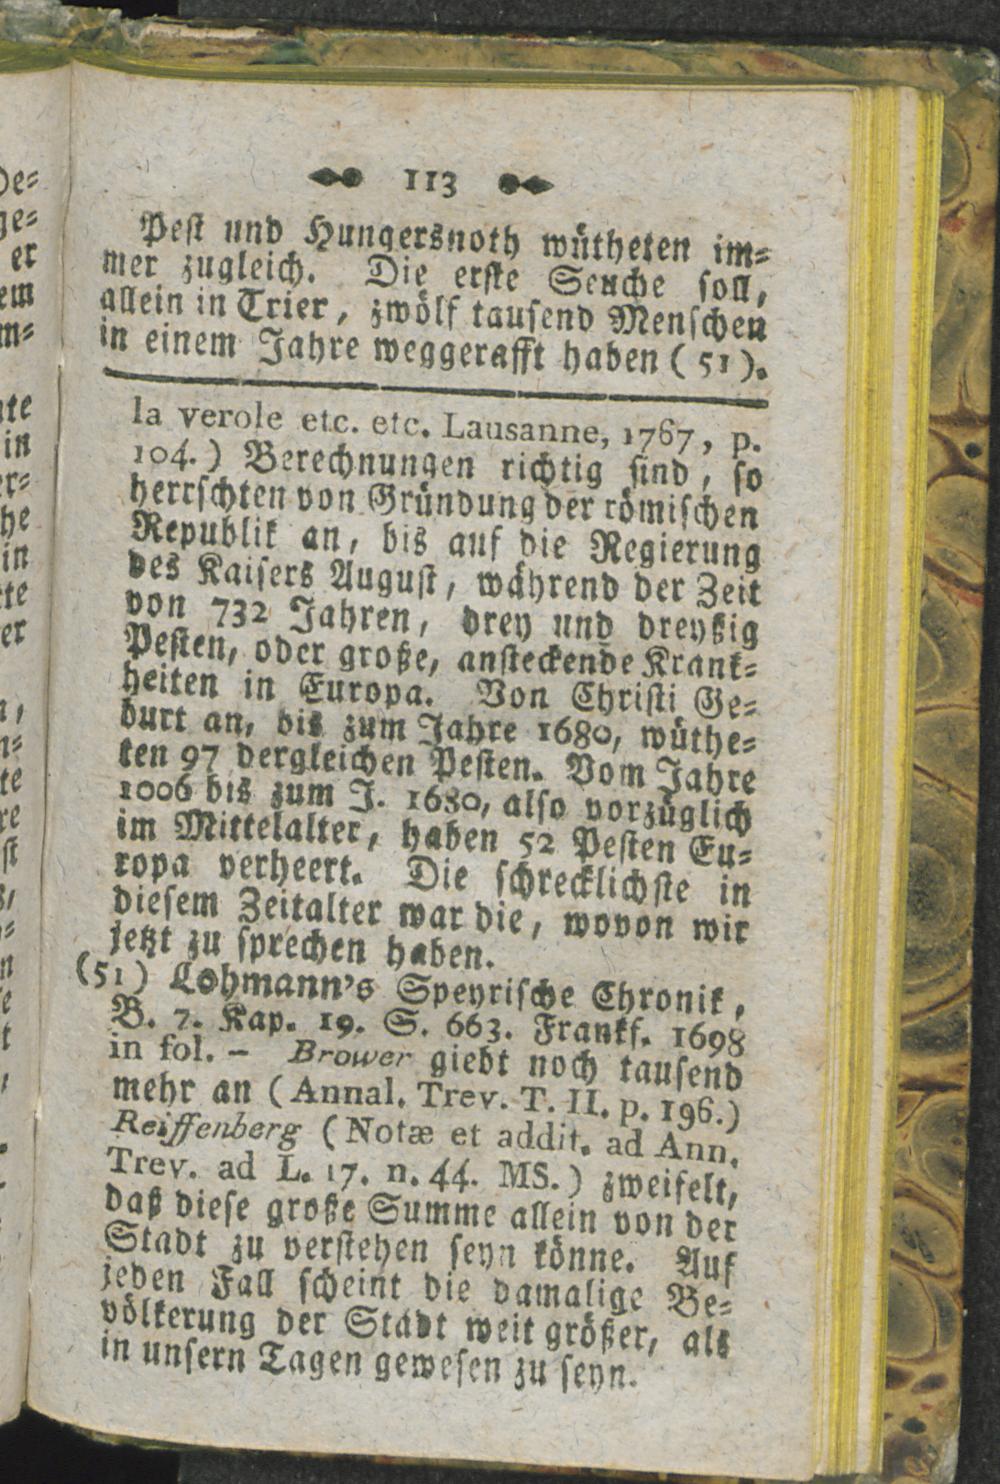 113
Pest und Hungersnoth wütheten im-
mer zugleich. Die erste Seuche soll,
allein in Trier, zwölf tausend Menschen
in einem Jahre weggerafft haben (51).
la verole etc. etc. Lausanne, 1767, p.
104.) Berechnungen richtig sind, so
herrschten von Gründung der römischen
Republik an, bis auf die Regierung
des Kaisers August, während der Zeit
von 732 Jahren, drey und dreyßig
Pesten, oder große, ansteckende Krank-
heiten in Europa. Von Christi Ge-
burt an, bis zum Jahre 1680, wüthe-
ten 97 dergleichen Pesten. Vom Jahre
1006 bis zum J. 1680, also vorzüglich
im Mittelalter, haben 52 Pesten Eu-
ropa verheert. Die schrecklichste in
diesem Zeitalter war die, wovon wir
jetzt zu sprechen haben.
(51) Lohmann's Speyrische Chronik,
B. 7. Kap. 19. S. 663. Frankf. 1698
in fol. – Brower giebt noch tausend
mehr an (Annal. Trev. T. II. p. 196.)
Reiffenberg (Notæ et addit. ad Ann.
Trev. ad L. 17. n. 44. MS.) zweifelt,
daß diese große Summe allein von der
Stadt zu verstehen seyn könne. Auf
jeden Fall scheint die damalige Be-
völkerung der Stadt weit größer, als
in unsern Tagen gewesen zu seyn.